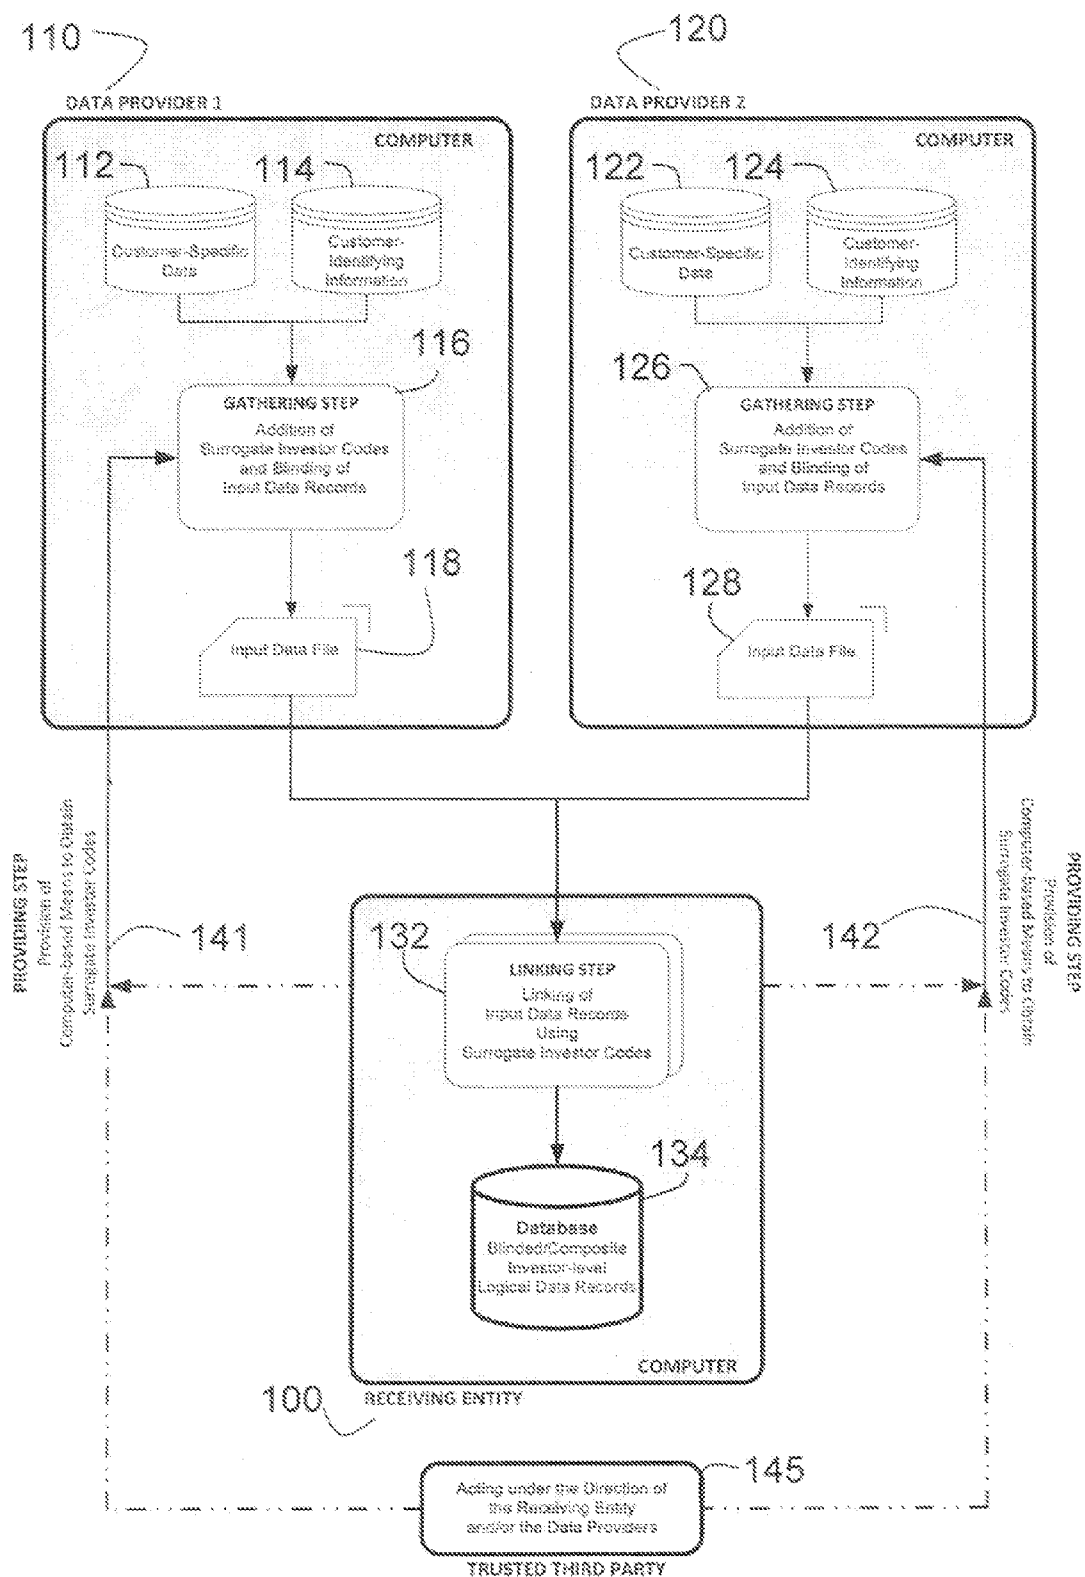 110
120
DATA PROVIDER 1
DATA PROVIDER 2
COMPUTER
COMPUTER
112
114
122
124
Customer-Specific
Data
Customer-
Identifying
Information
Customer-Specific
Data
Customer-
Identifying
Information
116
126
GATHERING STEP
Addition of
Surrogate Investor Codes
and Blinding of
Input Data Records
GATHERING STEP
Addition of
Surrogate Investor Codes
and Blinding of
Input Data Records
118
128
Input Data File
Input Data File
PROVIDING STEP
Provision of
Computer-based Means to Obtain
Surrogate Investor Codes
PROVIDING STEP
Provision of
Computer-based Means to Obtain
Surrogate Investor Codes
141
132
142
LINKING STEP
Linking of
Input Data Records
Using
Surrogate Investor Codes
134
Database
Blinded/Composite
Investor-level
Logical Data Records
COMPUTER
RECEIVING ENTITY
100
145
Acting under the Direction of
the Receiving Entity
and/or the Data Providers
TRUSTED THIRD PARTY